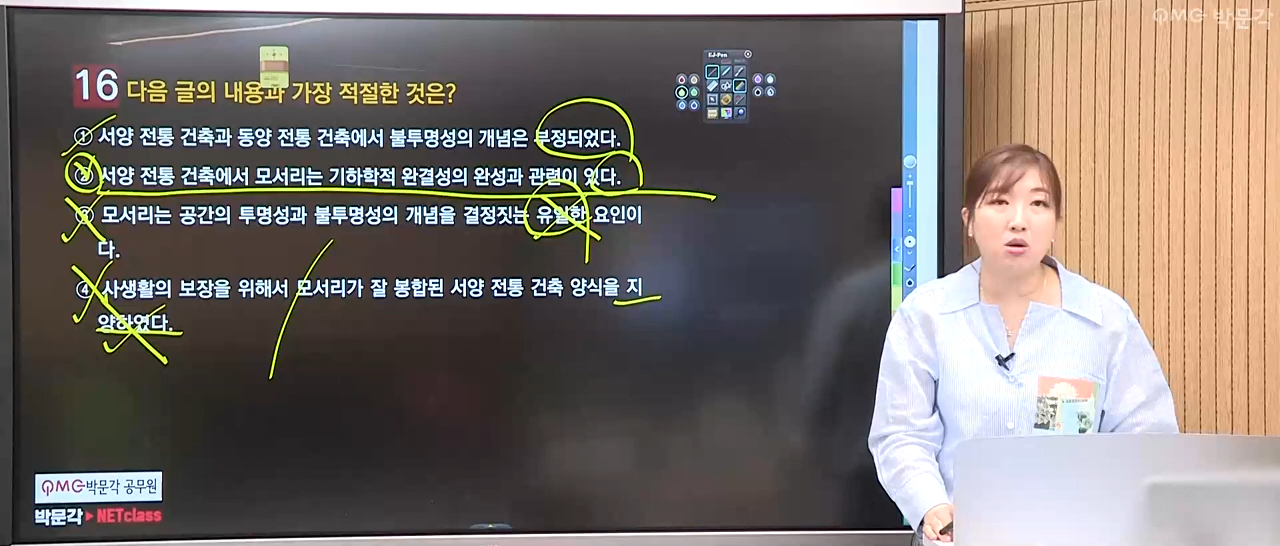 QMG 박문각
EJ-Pen
16 다음 글의 내용과 가장 적절한 것은?
① 서양 전통 건축과 동양 전통 건축에서 불투명성의 개념은 부정되었다.
② 서양 전통 건축에서 모서리는 기하학적 완결성의 완성과 관련이 있다.
③ 모서리는 공간의 투명성과 불투명성의 개념을 결정짓는 유일한 요인이
다.
④ 사생활의 보장을 위해서 모서리가 잘 봉합된 서양 전통 건축 양식을 지
양하였다.
QMG 박문각 공무원
박문각 NETclass